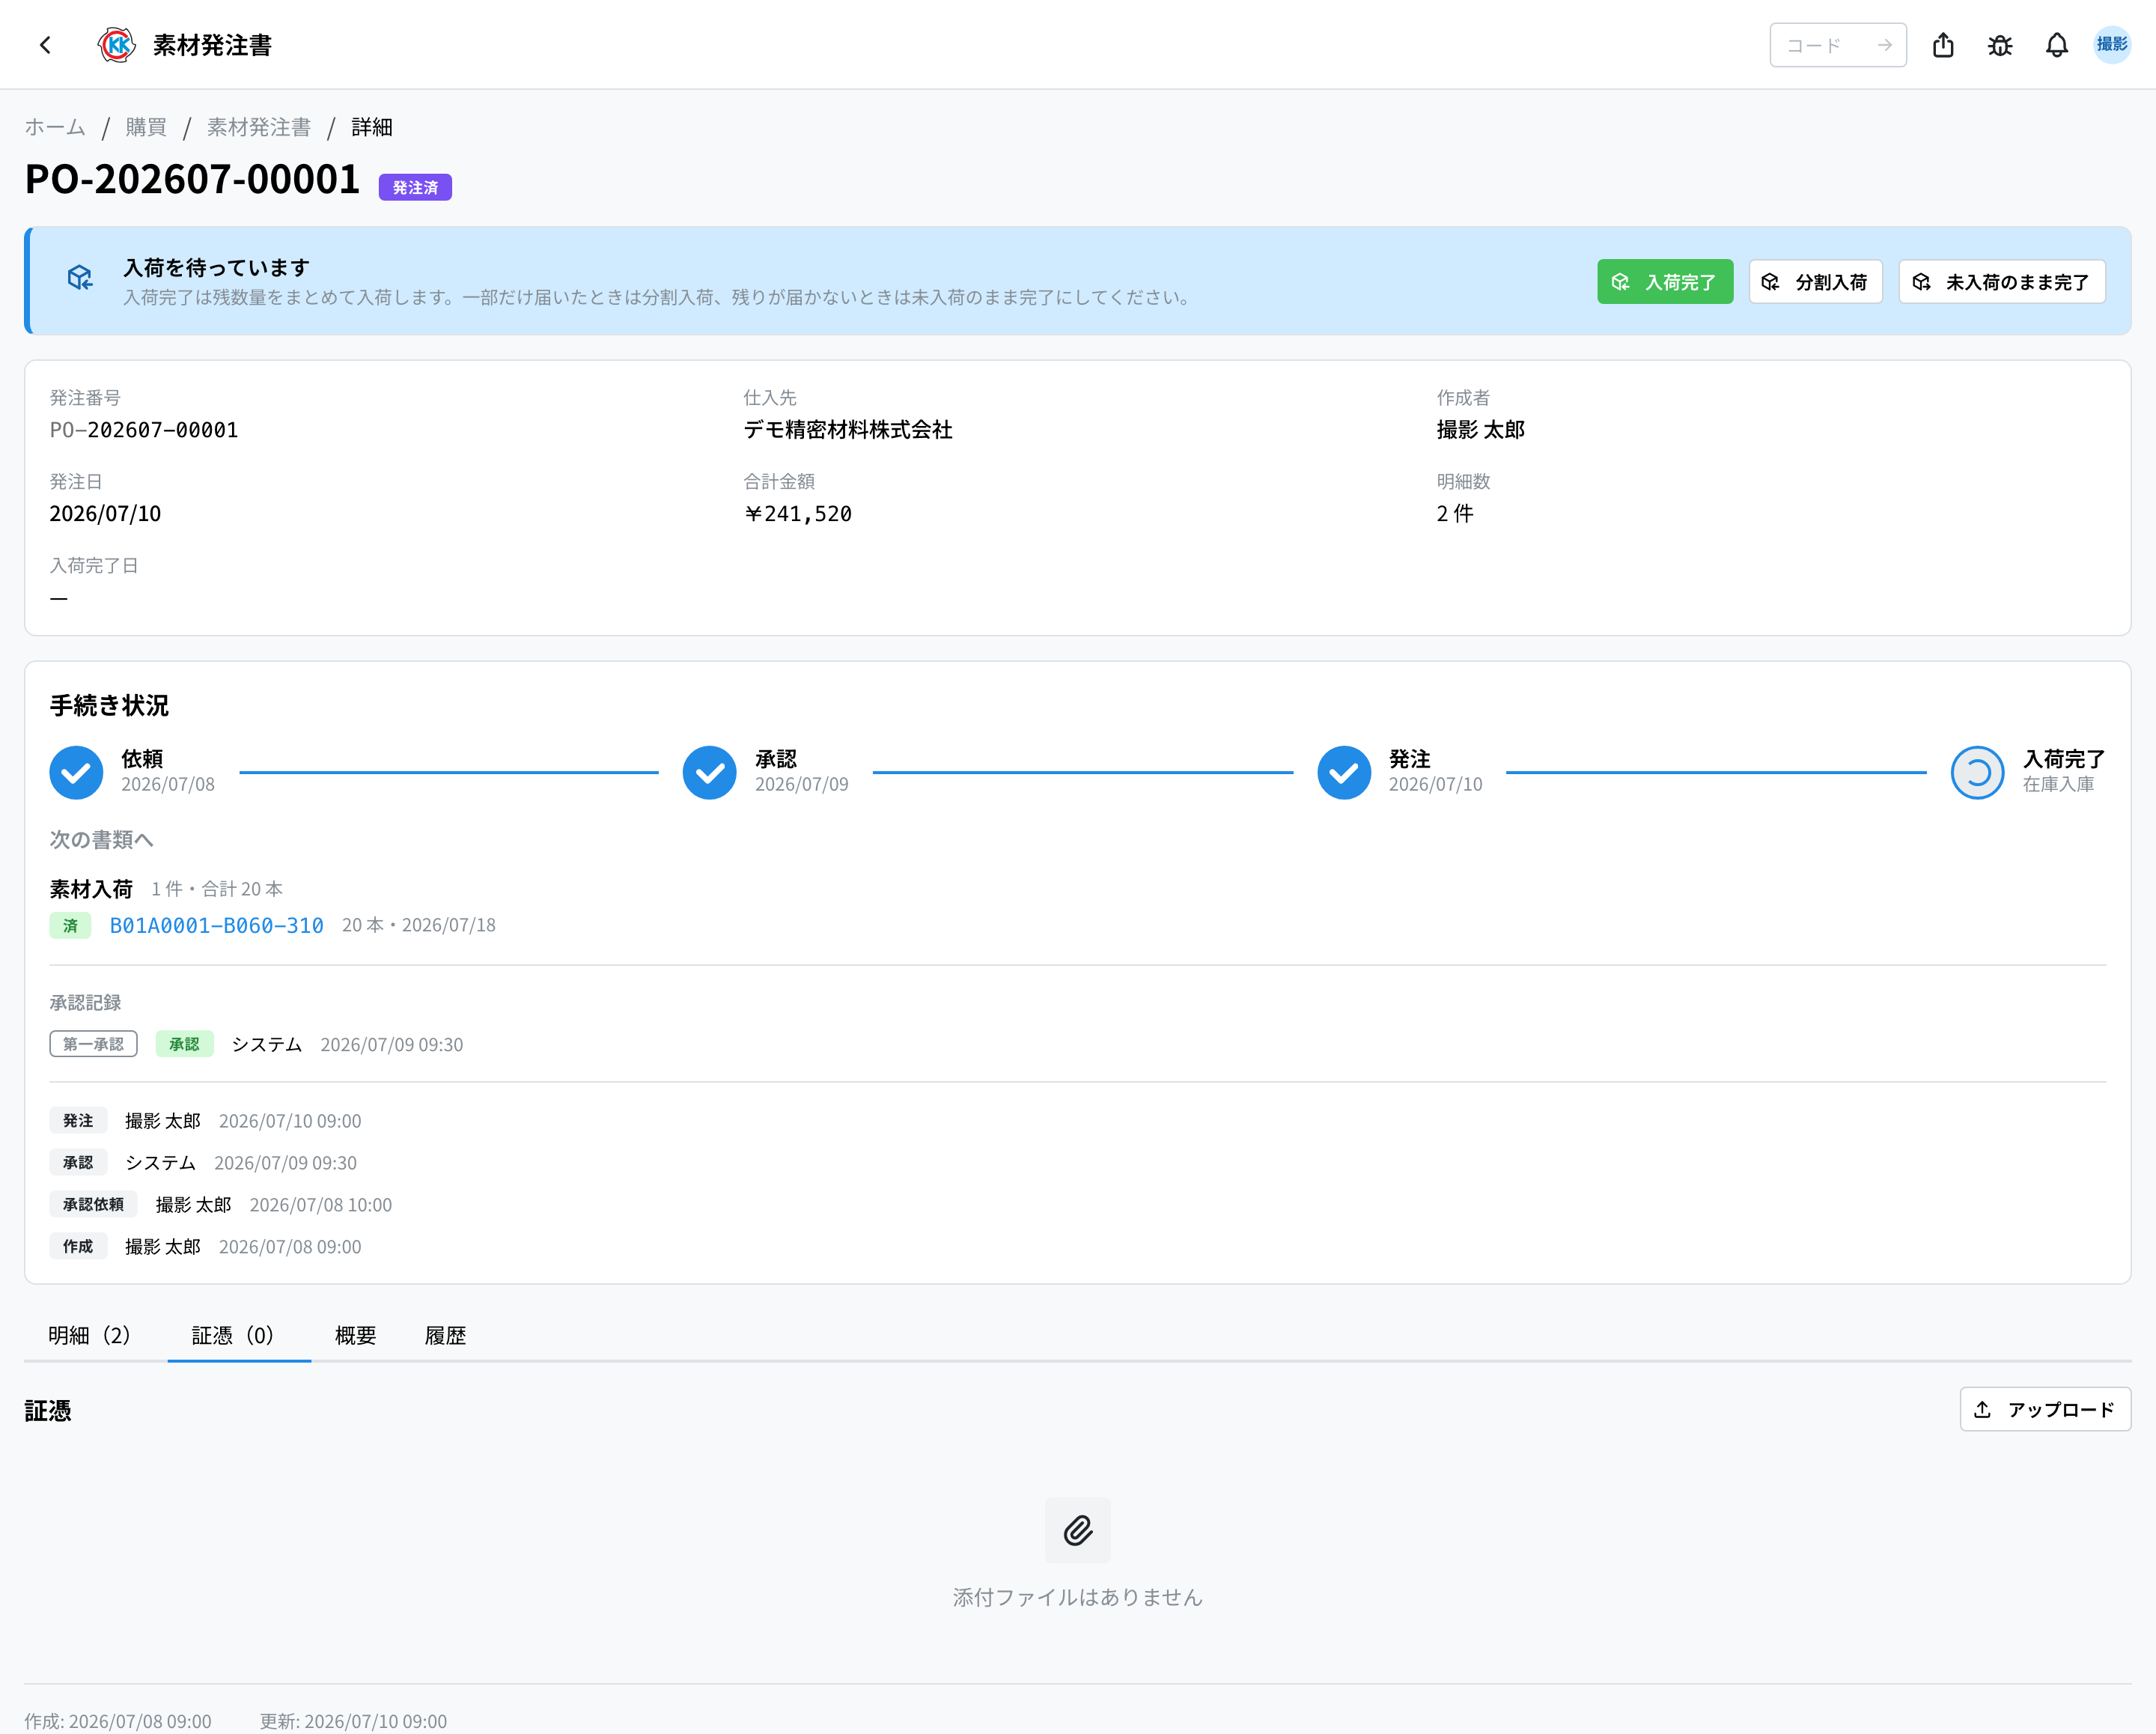 KK 素材発注書 コード 撮影
ホーム / 購買 / 素材発注書 / 詳細
PO-202607-00001 発注済
入荷を待っています
入荷完了は残数量をまとめて入荷します。一部だけ届いたときは分割入荷、残りが届かないときは未入荷のまま完了にしてください。
入荷完了 分割入荷 未入荷のまま完了
発注番号 仕入先 作成者
PO-202607-00001 デモ精密材料株式会社 撮影 太郎
発注日 合計金額 明細数
2026/07/10 ¥241,520 2 件
入荷完了日
—
手続き状況
依頼 承認 発注 入荷完了
2026/07/08 2026/07/09 2026/07/10 在庫入庫
次の書類へ
素材入荷 1 件・合計 20 本
済 B01A0001-B060-310 20 本・2026/07/18
承認記録
第一承認 承認 システム 2026/07/09 09:30
発注 撮影 太郎 2026/07/10 09:00
承認 システム 2026/07/09 09:30
承認依頼 撮影 太郎 2026/07/08 10:00
作成 撮影 太郎 2026/07/08 09:00
明細（2） 証憑（0） 概要 履歴
証憑 アップロード
添付ファイルはありません
作成: 2026/07/08 09:00 更新: 2026/07/10 09:00